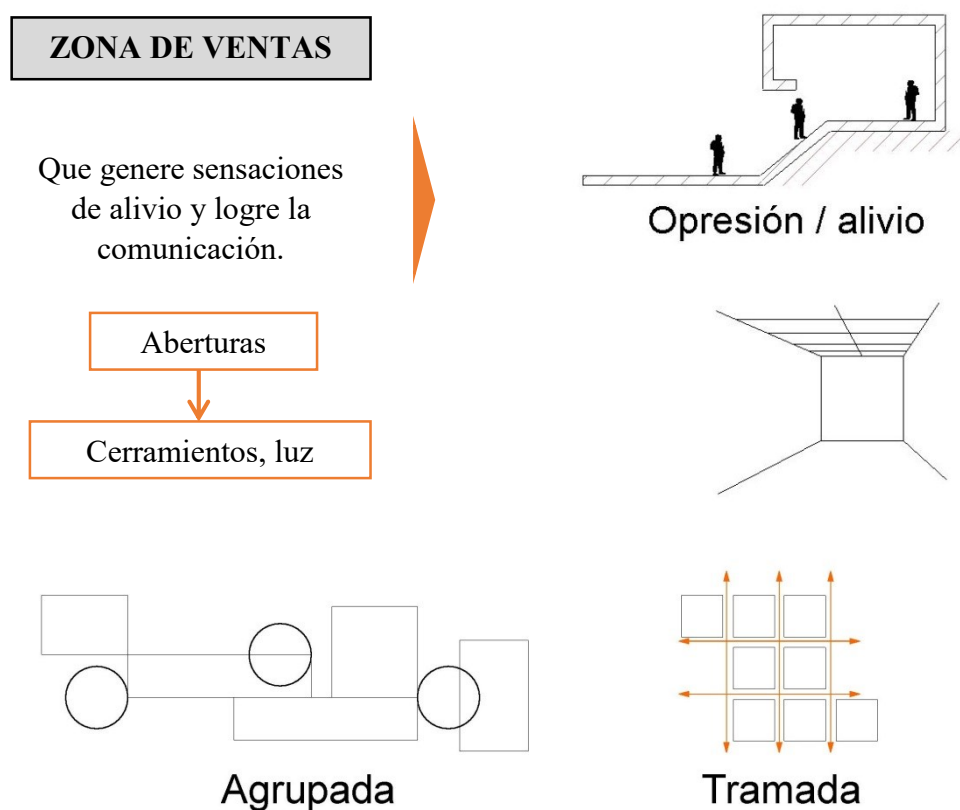 ZONA DE VENTAS
Que genere sensaciones
de alivio y logre la
comunicación.
Opresión / alivio
Aberturas
Cerramientos, luz
Agrupada
Tramada